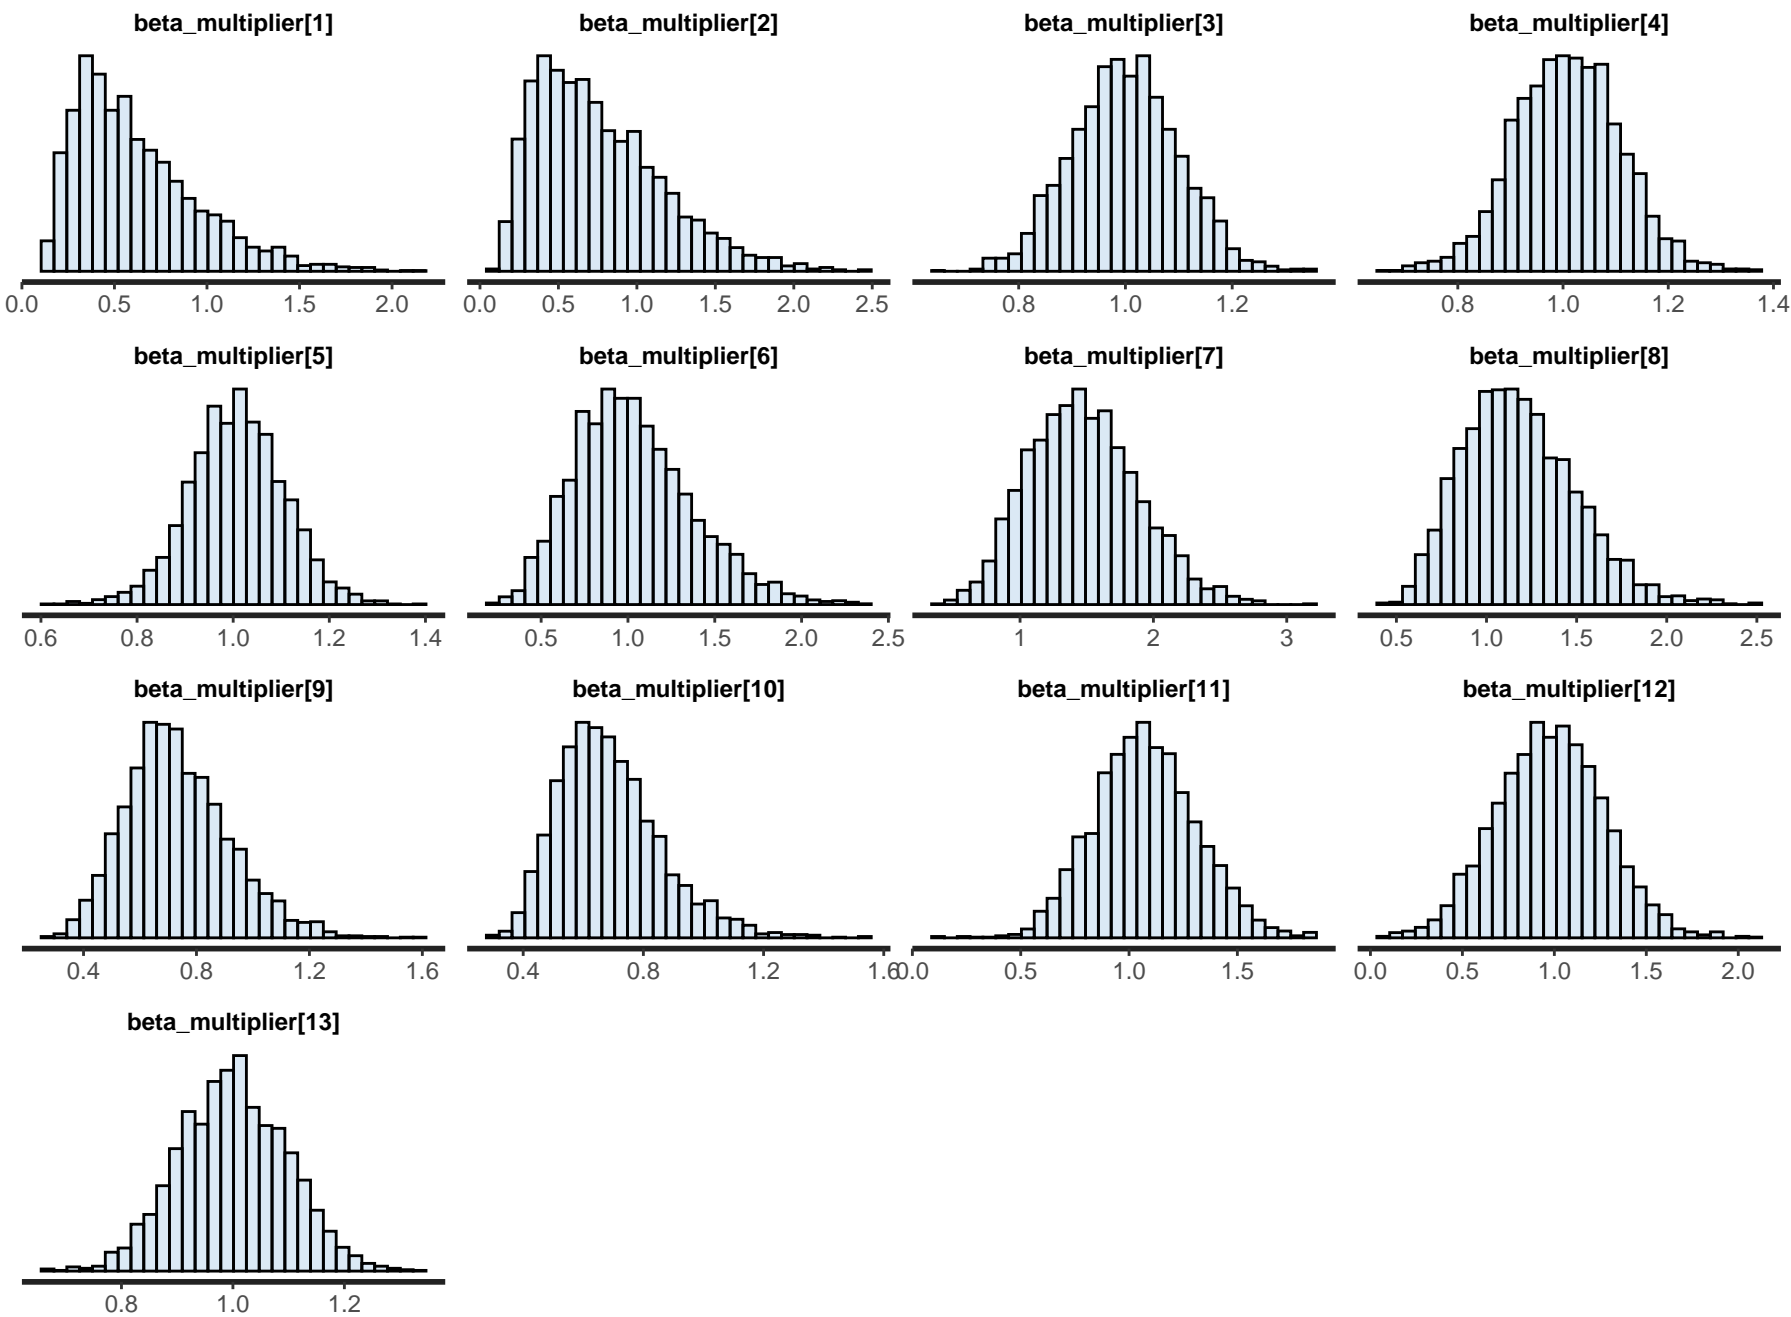 beta_multiplier[1] beta_multiplier[2] beta_multiplier[3] beta_multiplier[4]
0.0 0.5 1.0 1.5 2.0 0.0 0.5 1.0 1.5 2.0 2.5 0.8 1.0 1.2 0.8 1.0 1.2 1.4
beta_multiplier[5] beta_multiplier[6] beta_multiplier[7] beta_multiplier[8]
0.6 0.8 1.0 1.2 1.4 0.5 1.0 1.5 2.0 2.5 1 2 3 0.5 1.0 1.5 2.0 2.5
beta_multiplier[9] beta_multiplier[10] beta_multiplier[11] beta_multiplier[12]
0.4 0.8 1.2 1.6 0.4 0.8 1.2 1.6 0.0 0.5 1.0 1.5 0.0 0.5 1.0 1.5 2.0
beta_multiplier[13]
0.8 1.0 1.2